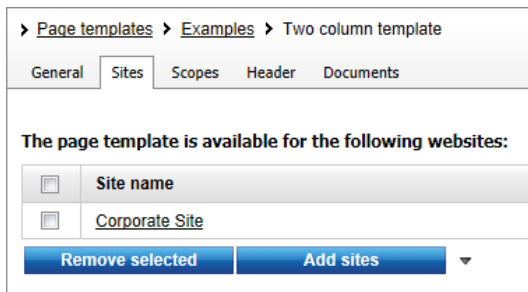 Page templates > Examples > Two column template
General Sites Scopes Header Documents
The page template is available for the following websites:
Site name
Corporate Site
Remove selected Add sites